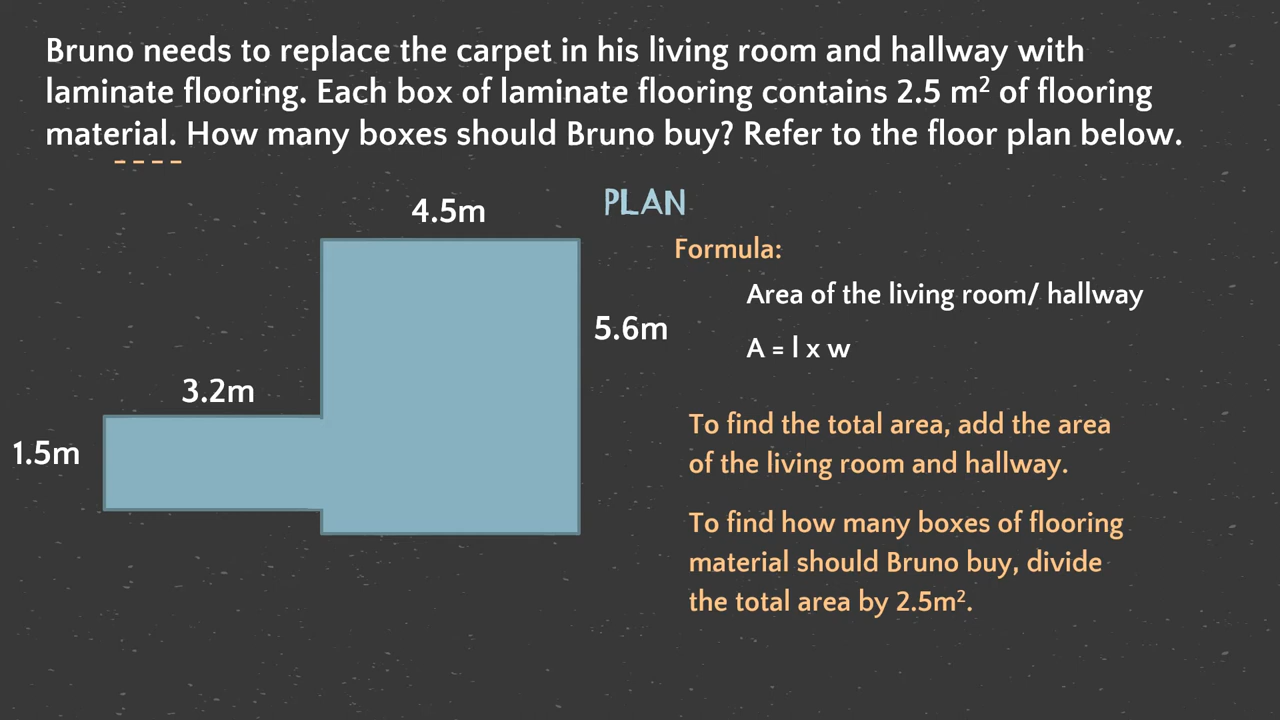 Bruno needs to replace the carpet in his living room and hallway with
laminate flooring. Each box of laminate flooring contains 2.5 m² of flooring
material. How many boxes should Bruno buy? Refer to the floor plan below.
PLAN
4.5m
Formula:
Area of the living room/ hallway
5.6m
A = l x w
3.2m
1.5m
To find the total area, add the area
of the living room and hallway.
To find how many boxes of flooring
material should Bruno buy, divide
the total area by 2.5m².